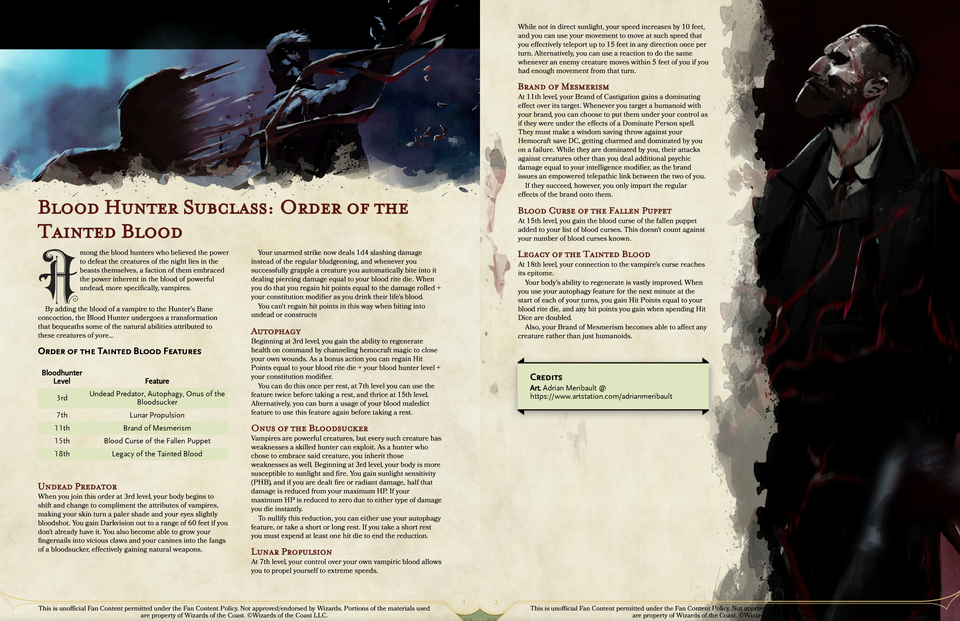 Blood Hunter Subclass: Order of the
Tainted Blood
Among the blood hunters who believed the power
to defeat the creatures of the night lies in the
beasts themselves, a faction of them embraced
the power inherent in the blood of powerful
undead, more specifically, vampires.
By adding the blood of a vampire to the Hunter's Bane
concoction, the Blood Hunter undergoes a transformation
that bequeaths some of the natural abilities attributed to
these creatures of yore...
Order of the Tainted Blood Features
Bloodhunter
Level Feature
3rd Undead Predator, Autophagy, Onus of the
Bloodsucker
7th Lunar Propulsion
11th Brand of Mesmerism
15th Blood Curse of the Fallen Puppet
18th Legacy of the Tainted Blood
Undead Predator
When you join this order at 3rd level, your body begins to
shift and change to compliment the attributes of vampires,
making your skin turn a paler shade and your eyes slightly
bloodshot. You gain Darkvision out to a range of 60 feet if you
don't already have it. You also become able to grow your
fingernails into vicious claws and your canines into the fangs
of a bloodsucker, effectively gaining natural weapons.
Your unarmed strike now deals 1d4 slashing damage
instead of the regular bludgeoning, and whenever you
successfully grapple a creature you automatically bite into it
dealing piercing damage equal to your blood rite die. When
you do that you regain hit points equal to the damage rolled +
your constitution modifier as you drink their life's blood.
You can't regain hit points in this way when biting into
undead or constructs
Autophagy
Beginning at 3rd level, you gain the ability to regenerate
health on command by channeling hemocraft magic to close
your own wounds. As a bonus action you can regain Hit
Points equal to your blood rite die + your blood hunter level +
your constitution modifier.
You can do this once per rest, at 7th level you can use the
feature twice before taking a rest, and thrice at 15th level.
Alternatively, you can burn a usage of your blood maledict
feature to use this feature again before taking a rest.
Onus of the Bloodsucker
Vampires are powerful creatures, but every such creature has
weaknesses a skilled hunter can exploit. As a hunter who
chose to embrace said creature, you inherit those
weaknesses as well. Beginning at 3rd level, your body is more
susceptible to sunlight and fire. You gain sunlight sensitivity
(PHB), and if you are dealt fire or radiant damage, half that
damage is reduced from your maximum HP. If your
maximum HP is reduced to zero due to either type of damage
you die instantly.
To nullify this reduction, you can either use your autophagy
feature, or take a short or long rest. If you take a short rest
you must expend at least one hit die to end the reduction.
Lunar Propulsion
At 7th level, your control over your own vampiric blood allows
you to propel yourself to extreme speeds.
This is unofficial Fan Content permitted under the Fan Content Policy. Not approved/endorsed by Wizards. Portions of the materials used
are property of Wizards of the Coast. ©Wizards of the Coast LLC.
1
While not in direct sunlight, your speed increases by 10 feet,
and you can use your movement to move at such speed that
you effectively teleport up to 15 feet in any direction once per
turn. Alternatively, you can use a reaction to do the same
whenever an enemy creature moves within 5 feet of you if you
had enough movement from that turn.
Brand of Mesmerism
At 11th level, your Brand of Castigation gains a dominating
effect over its target. Whenever you target a humanoid with
your brand, you can choose to put them under your control as
if they were under the effects of a Dominate Person spell.
They must make a wisdom saving throw against your
Hemocraft save DC, getting charmed and dominated by you
on a failure. While they are dominated by you, their attacks
against creatures other than you deal additional psychic
damage equal to your intelligence modifier, as the brand
issues an empowered telepathic link between the two of you.
If they succeed, however, you only impart the regular
effects of the brand onto them.
Blood Curse of the Fallen Puppet
At 15th level, you gain the blood curse of the fallen puppet
added to your list of blood curses. This doesn't count against
your number of blood curses known.
Legacy of the Tainted Blood
At 18th level, your connection to the vampire's curse reaches
its epitome.
Your body's ability to regenerate is vastly improved. When
you use your autophagy feature for the next minute at the
start of each of your turns, you gain Hit Points equal to your
blood rite die, and any hit points you gain when spending Hit
Dice are doubled.
Also, your Brand of Mesmerism becomes able to affect any
creature rather than just humanoids.
Credits
Art. Adrian Meribault @
https://www.artstation.com/adrianmeribault
2
This is unofficial Fan Content permitted under the Fan Content Policy. Not appro
are property of Wizards of the Coast. ©Wizards